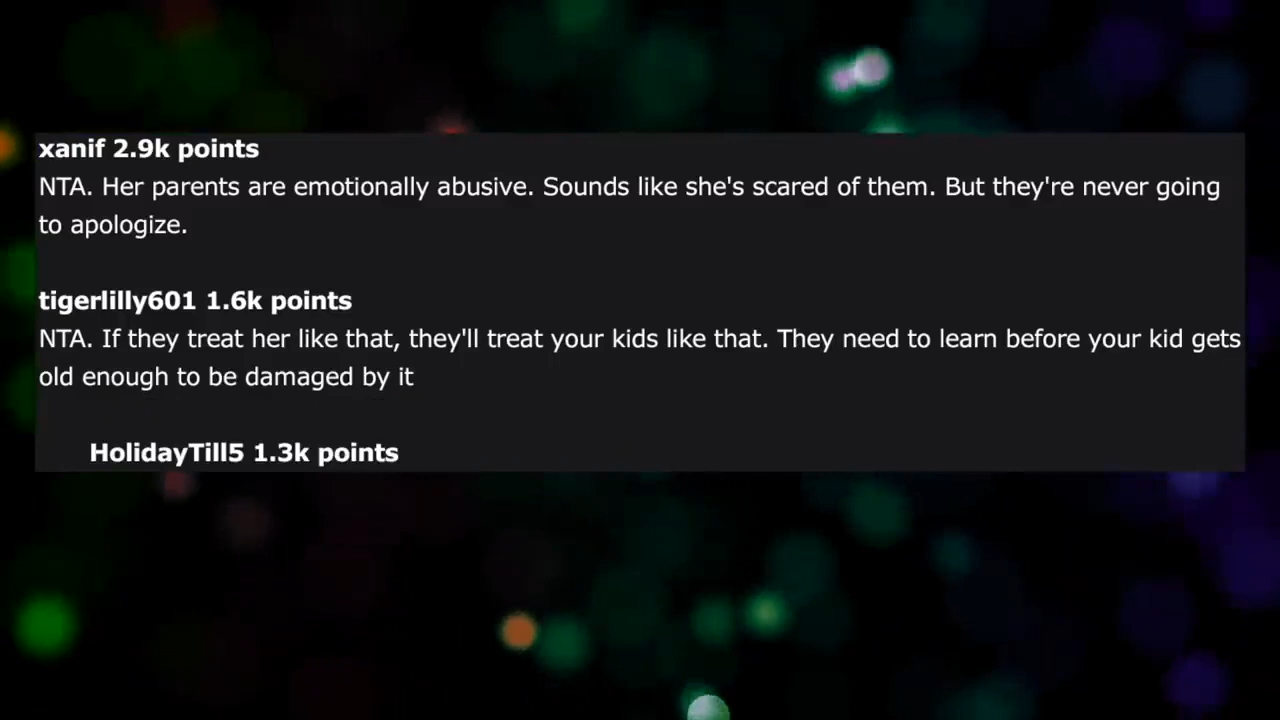 xanif 2.9k points
NTA. Her parents are emotionally abusive. Sounds like she's scared of them. But they're never going
to apologize.
tigerlilly601 1.6k points
NTA. If they treat her like that, they'll treat your kids like that. They need to learn before your kid gets
old enough to be damaged by it
HolidayTill5 1.3k points